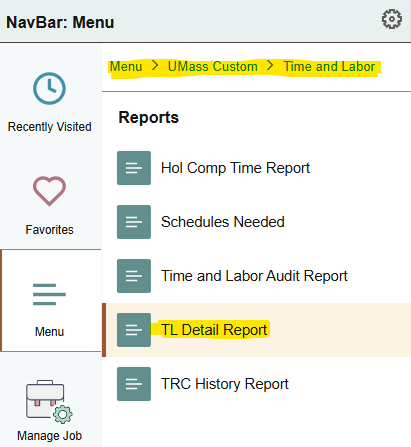 NavBar: Menu
Menu > UMass Custom > Time and Labor
Recently Visited
Favorites
Menu
Manage Job
Reports
Hol Comp Time Report
Schedules Needed
Time and Labor Audit Report
TL Detail Report
TRC History Report